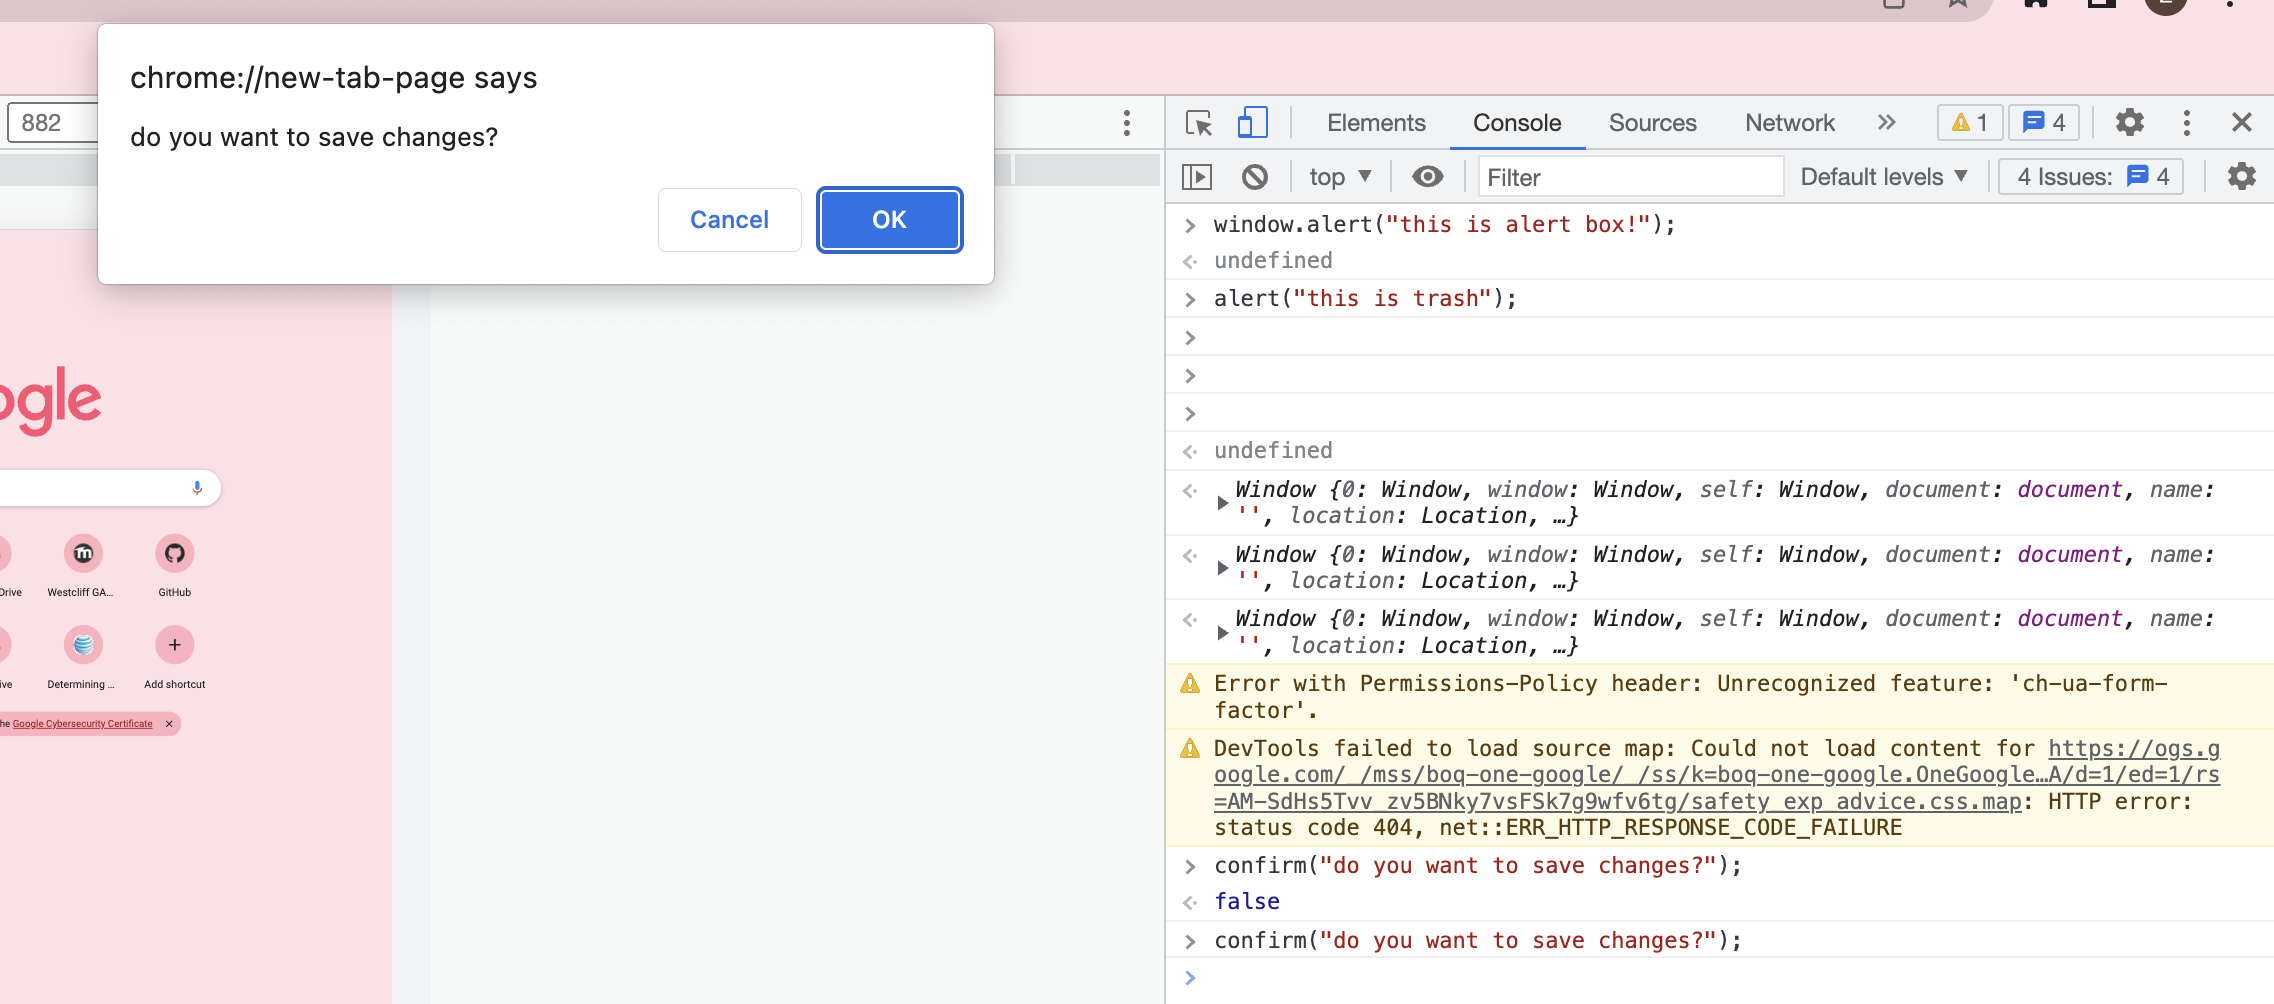 chrome://new-tab-page says
do you want to save changes?
Cancel
OK
882
ogle
Drive
Westcliff GA...
GitHub
ive
Determining ...
Add shortcut
he Google Cybersecurity Certificate
Elements
Console
Sources
Network
1
4
top
Filter
Default levels
4 Issues:
4
window.alert("this is alert box!");
undefined
alert("this is trash");
undefined
Window {0: Window, window: Window, self: Window, document: document, name:
'', location: Location, …}
Window {0: Window, window: Window, self: Window, document: document, name:
'', location: Location, …}
Window {0: Window, window: Window, self: Window, document: document, name:
'', location: Location, …}
Error with Permissions-Policy header: Unrecognized feature: 'ch-ua-form-
factor'.
DevTools failed to load source map: Could not load content for https://ogs.g
oogle.com/_/mss/boq-one-google/_/ss/k=boq-one-google.OneGoogle…A/d=1/ed=1/rs
=AM-SdHs5Tvv_zv5BNky7vsFSk7g9wfv6tg/safety_exp_advice.css.map: HTTP error:
status code 404, net::ERR_HTTP_RESPONSE_CODE_FAILURE
confirm("do you want to save changes?");
false
confirm("do you want to save changes?");